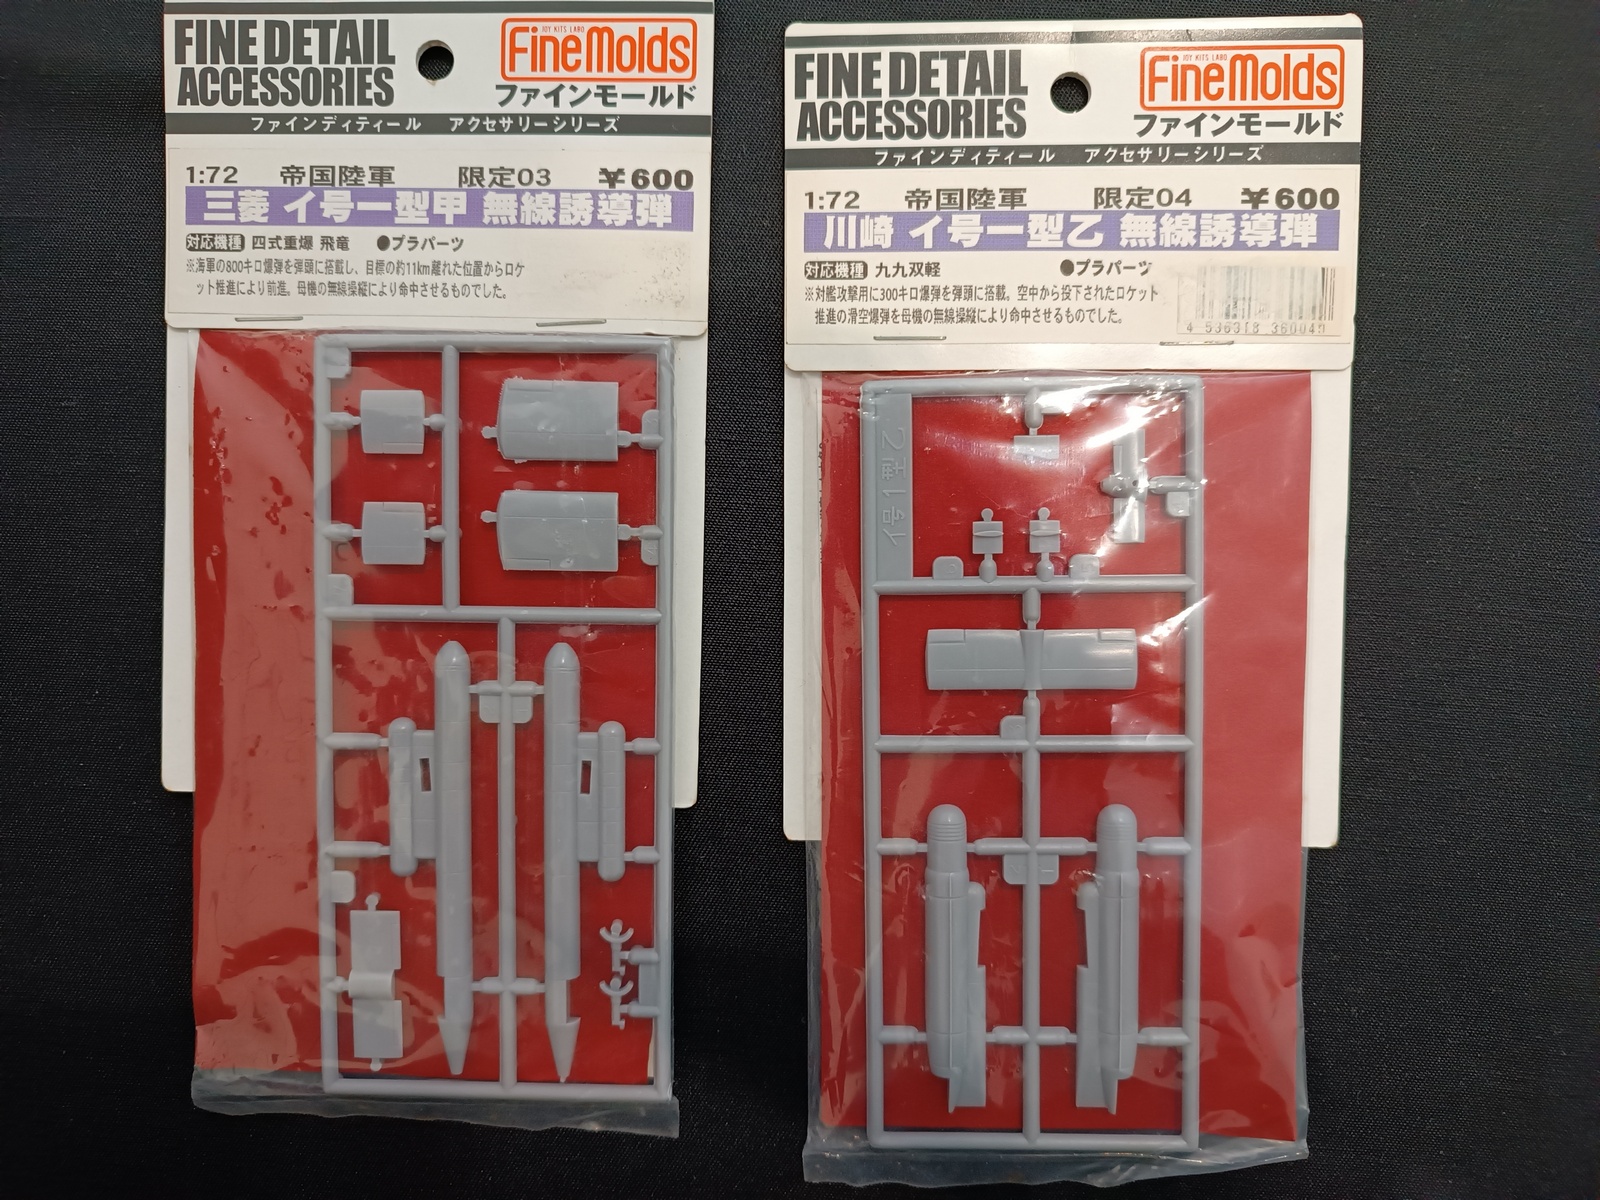 FINE DETAIL
ACCESSORIES
JOY KITS LABO
FineMolds
ファインモールド
ファインディティール アクセサリーシリーズ
1:72 帝国陸軍 限定03 ¥600
三菱 イ号一型甲 無線誘導弾
対応機種 四式重爆 飛竜 ●プラパーツ
※海軍の800キロ爆弾を弾頭に搭載し、目標の約11km離れた位置からロケ
ット推進により前進。母機の無線操縦により命中させるものでした。
FINE DETAIL
ACCESSORIES
JOY KITS LABO
FineMolds
ファインモールド
ファインディティール アクセサリーシリーズ
1:72 帝国陸軍 限定04 ¥600
川崎 イ号一型乙 無線誘導弾
対応機種 九九双軽 ●プラパーツ
※対艦攻撃用に300キロ爆弾を弾頭に搭載。空中から投下されたロケット
推進の滑空爆弾を母機の無線操縦により命中させるものでした。
4 536318 360049
イ号1型乙